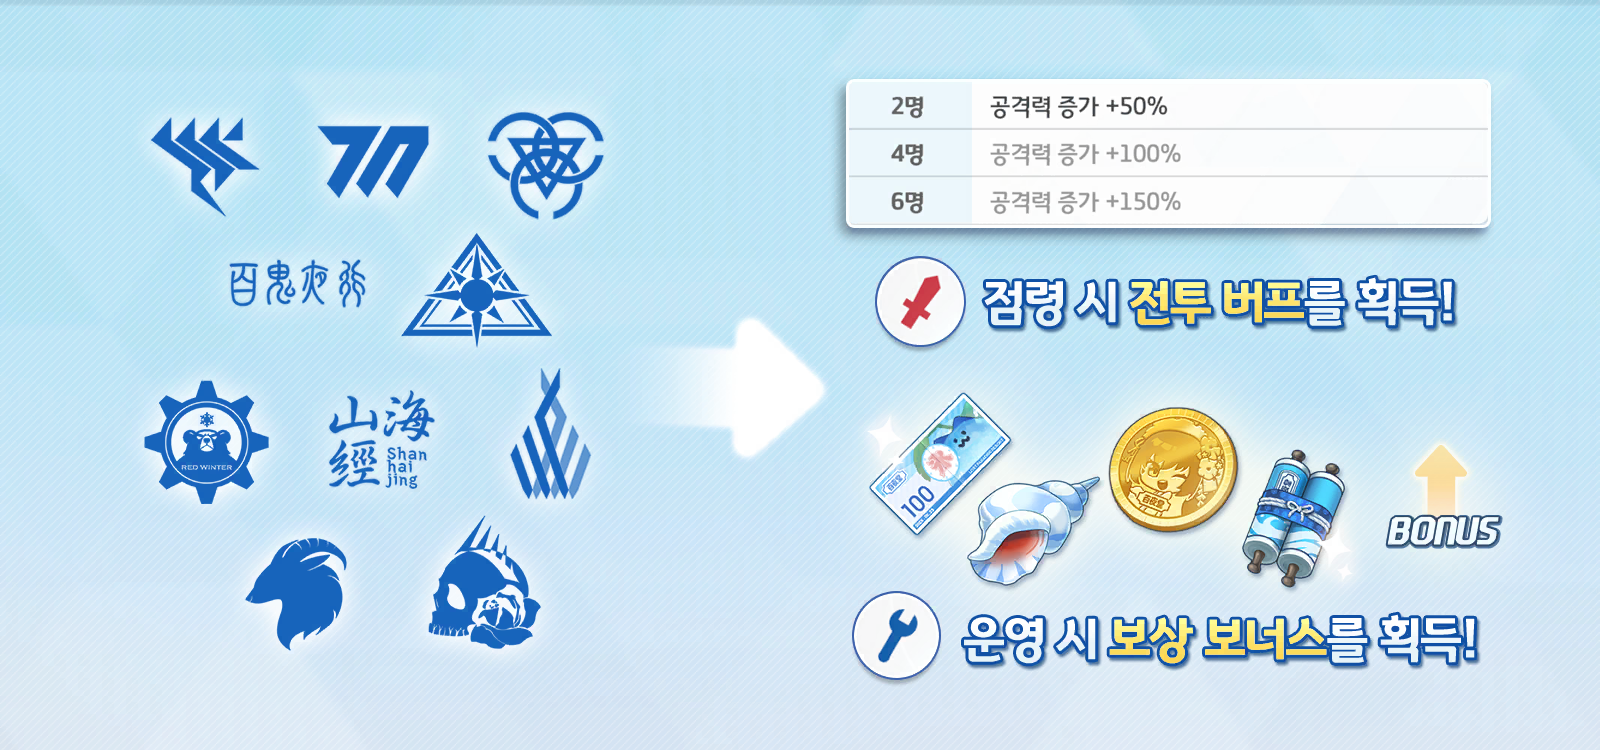 百鬼夜行
RED WINTER
山海
經 Shan
hai
jing
2명 공격력 증가 +50%
4명 공격력 증가 +100%
6명 공격력 증가 +150%
점령 시 전투 버프를 획득!
100
BONUS
운영 시 보상 보너스를 획득!